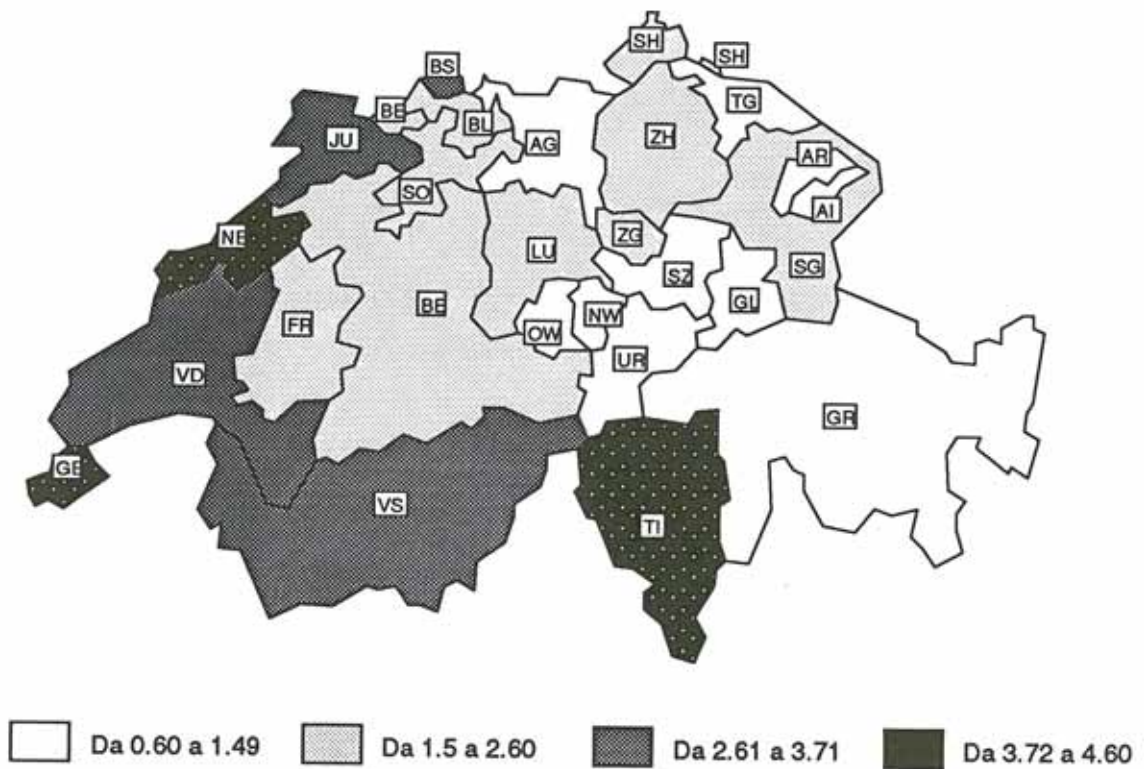 SH
SH
BS
TG
BE
BL
JU
AG
ZH
AR
SO
AI
NE
ZG
LU
SZ
SG
BE
GL
FR
NW
OW
UR
VD
GR
GE
VS
TI
Da 0.60 a 1.49 Da 1.5 a 2.60 Da 2.61 a 3.71 Da 3.72 a 4.60